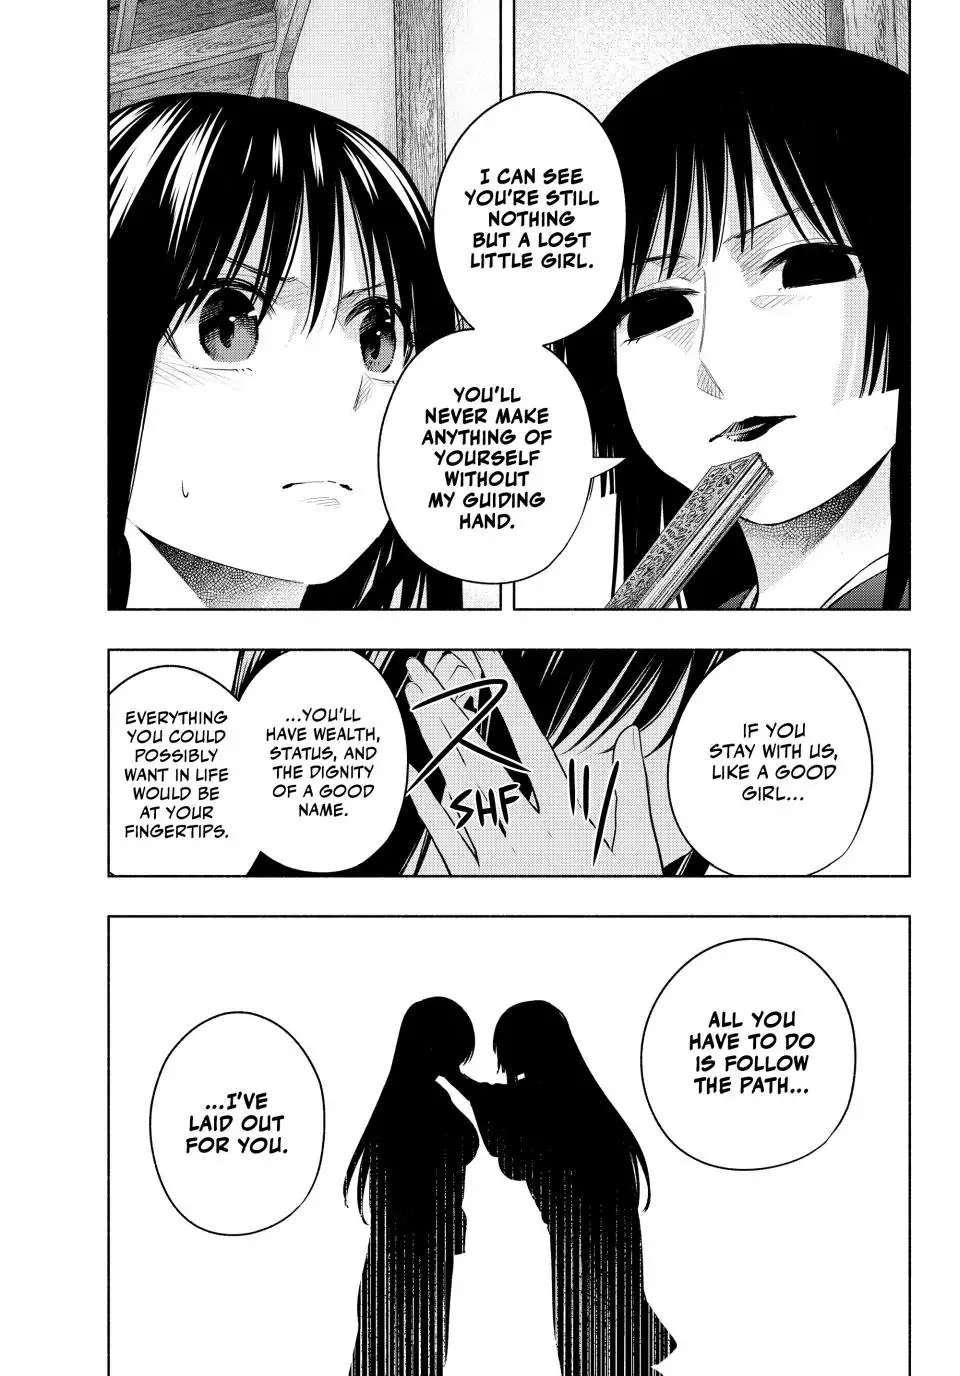 I CAN SEE
YOU'RE STILL
NOTHING
BUT A LOST
LITTLE GIRL.
YOU'LL
NEVER MAKE
ANYTHING OF
YOURSELF
WITHOUT
MY GUIDING
HAND.
IF YOU
STAY WITH US,
LIKE A GOOD
GIRL...
ス
SHF
...YOU'LL
HAVE WEALTH,
STATUS, AND
THE DIGNITY
OF A GOOD
NAME.
EVERYTHING
YOU COULD
POSSIBLY
WANT IN LIFE
WOULD BE
AT YOUR
FINGERTIPS.
ALL YOU
HAVE TO DO
IS FOLLOW
THE PATH...
...I'VE
LAID OUT
FOR YOU.